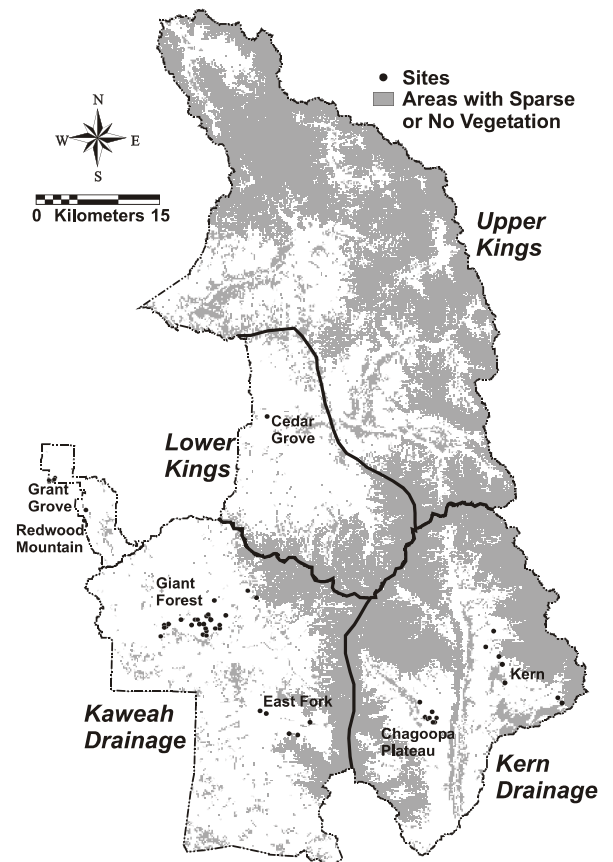 Sites
Areas with Sparse
or No Vegetation
N
W E
S
0 Kilometers 15
Upper
Kings
Cedar
Grove
Lower
Kings
Grant
Grove
Redwood
Mountain
Giant
Forest
Kern
East Fork
Kaweah
Drainage
Chagoopa
Plateau
Kern
Drainage